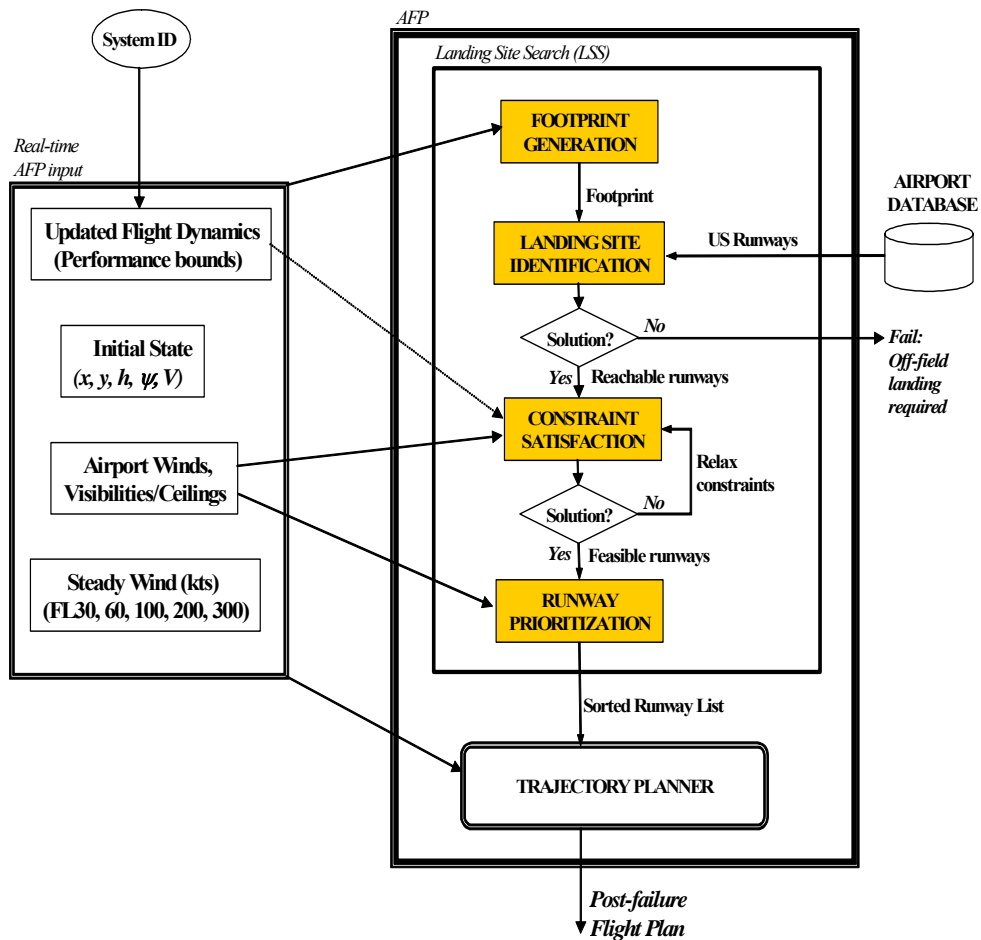 System ID
Real-time
AFP input
Updated Flight Dynamics
(Performance bounds)
Initial State
(x, y, h, ψ, V)
Airport Winds,
Visibilities/Ceilings
Steady Wind (kts)
(FL30, 60, 100, 200, 300)
AFP
Landing Site Search (LSS)
FOOTPRINT
GENERATION
Footprint
LANDING SITE
IDENTIFICATION
US Runways
AIRPORT
DATABASE
Solution?
No
Fail:
Off-field
landing
required
Yes
Reachable runways
CONSTRAINT
SATISFACTION
Relax
constraints
Solution?
No
Yes
Feasible runways
RUNWAY
PRIORITIZATION
Sorted Runway List
TRAJECTORY PLANNER
Post-failure
Flight Plan